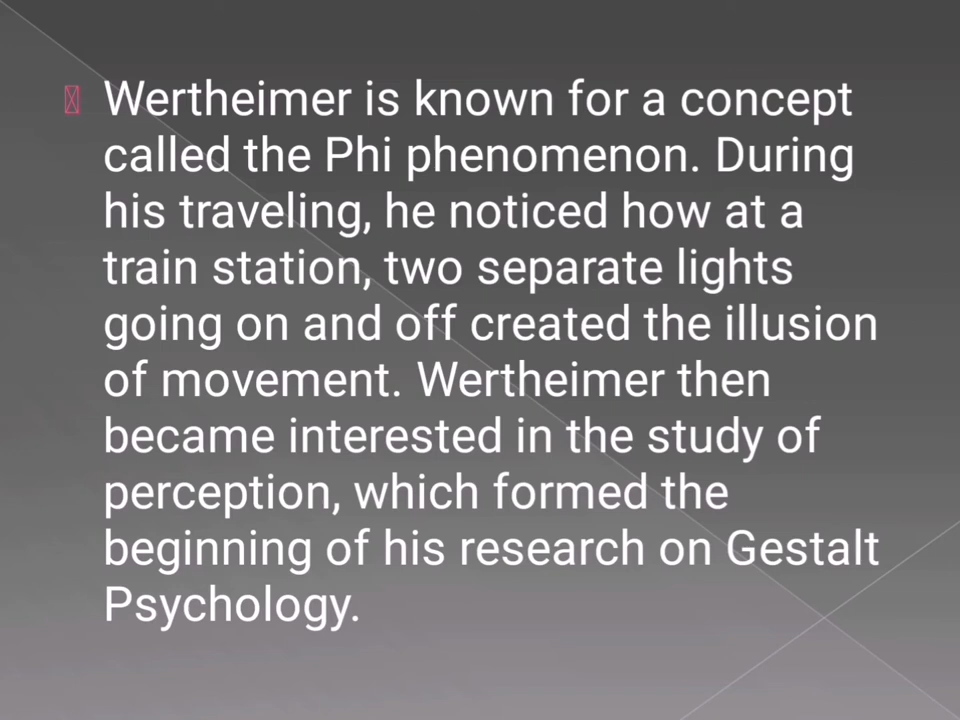 Wertheimer is known for a concept
called the Phi phenomenon. During
his traveling, he noticed how at a
train station, two separate lights
going on and off created the illusion
of movement. Wertheimer then
became interested in the study of
perception, which formed the
beginning of his research on Gestalt
Psychology.